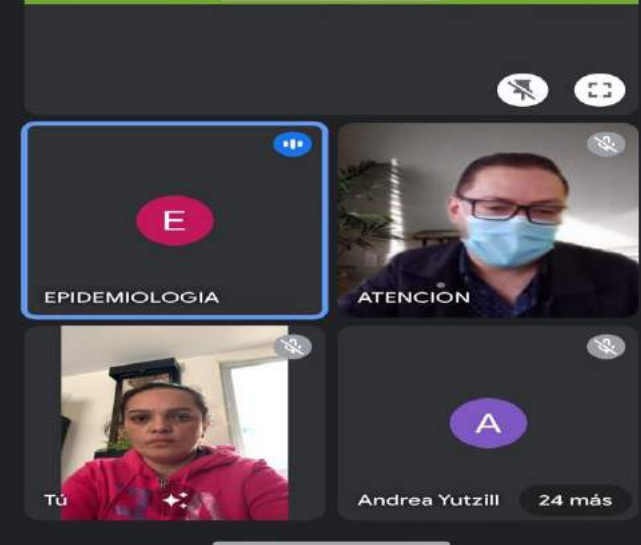 E
EPIDEMIOLOGIA
ATENCION
Tú
A
Andrea Yutzill
24 más